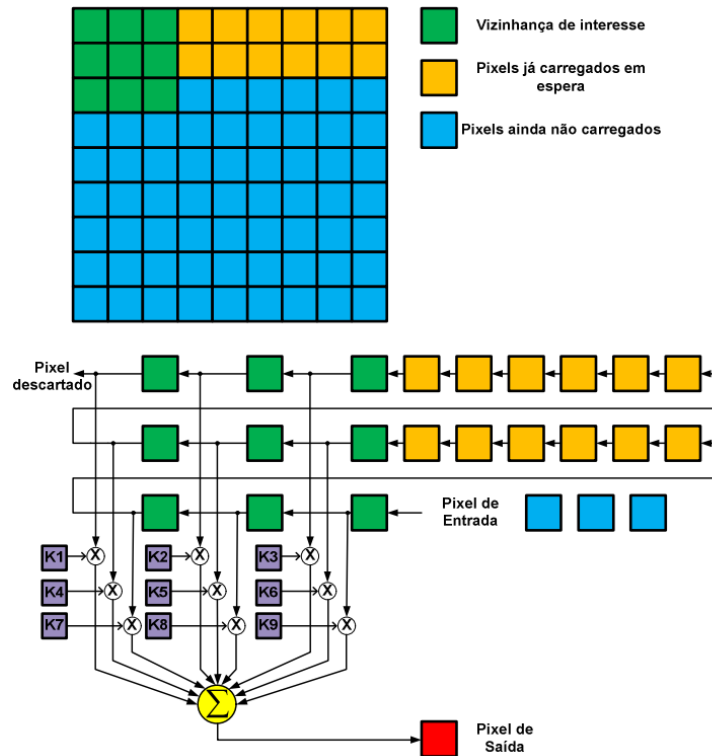 Vizinhança de interesse
Pixels já carregados em
espera
Pixels ainda não carregados
Pixel
descartado
Pixel de
Entrada
K1
X
K2
X
K3
X
K4
X
K5
X
K6
X
K7
X
K8
X
K9
X
Σ
Pixel de
Saída